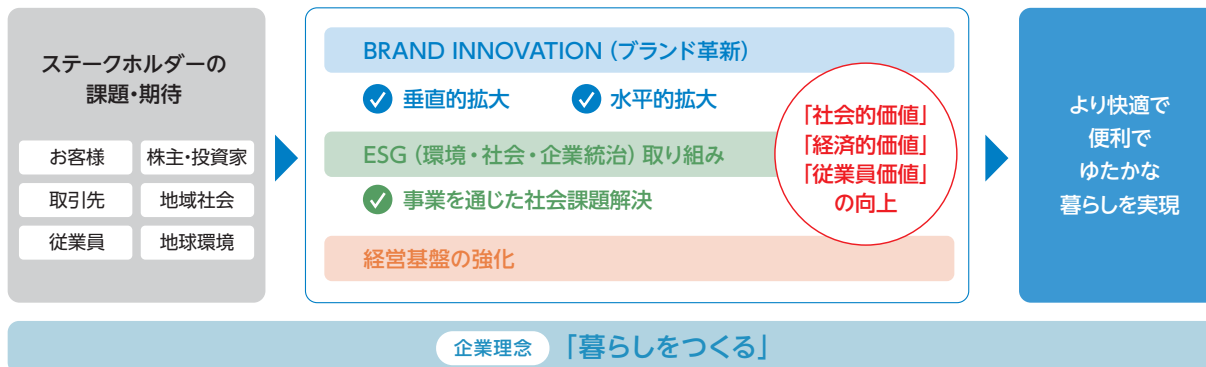 ステークホルダーの
課題・期待
お客様
株主・投資家
取引先
地域社会
従業員
地球環境
BRAND INNOVATION（ブランド革新）
垂直的拡大
水平的拡大
ESG（環境・社会・企業統治）取り組み
事業を通じた社会課題解決
経営基盤の強化
「社会的価値」
「経済的価値」
「従業員価値」
の向上
より快適で
便利で
ゆたかな
暮らしを実現
企業理念 「暮らしをつくる」